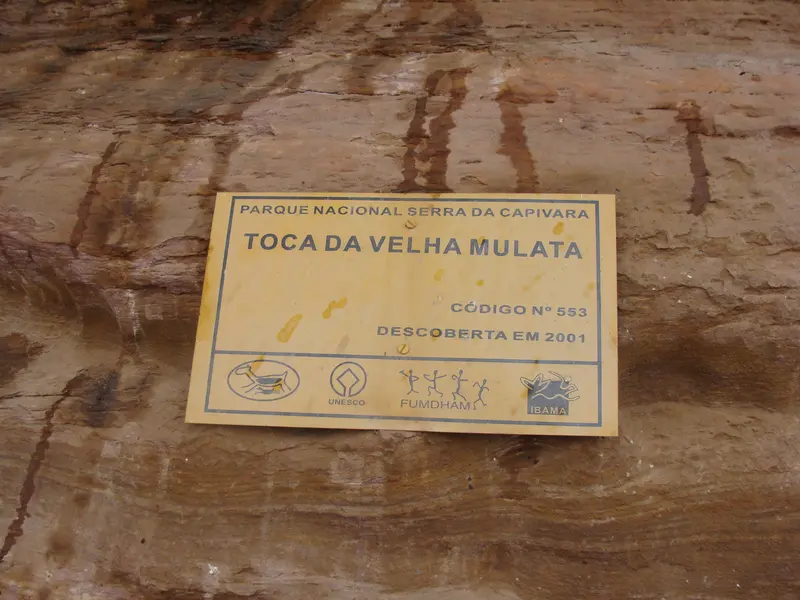 PARQUE NACIONAL SERRA DA CAPIVARA
TOCA DA VELHA MULATA
CÓDIGO Nº 553
DESCOBERTA EM 2001
UNESCO
FUMDHAM
IBAMA